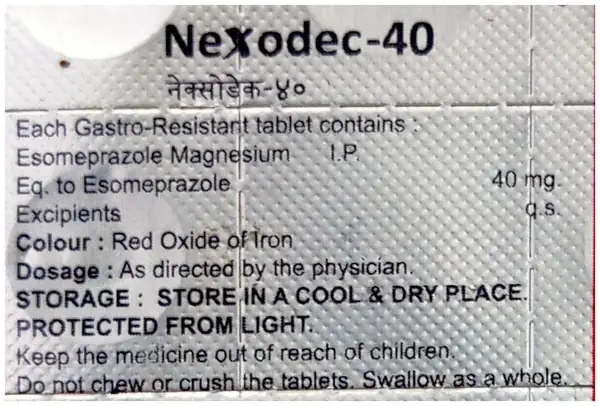 Nexodec-40
नेक्सोडेक-४०
Each Gastro-Resistant tablet contains :
Esomeprazole Magnesium I.P.
Eq. to Esomeprazole 40 mg.
Excipients q.s.
Colour : Red Oxide of Iron
Dosage : As directed by the physician.
STORAGE : STORE IN A COOL & DRY PLACE.
PROTECTED FROM LIGHT.
Keep the medicine out of reach of children.
Do not chew or crush the tablets. Swallow as a whole.